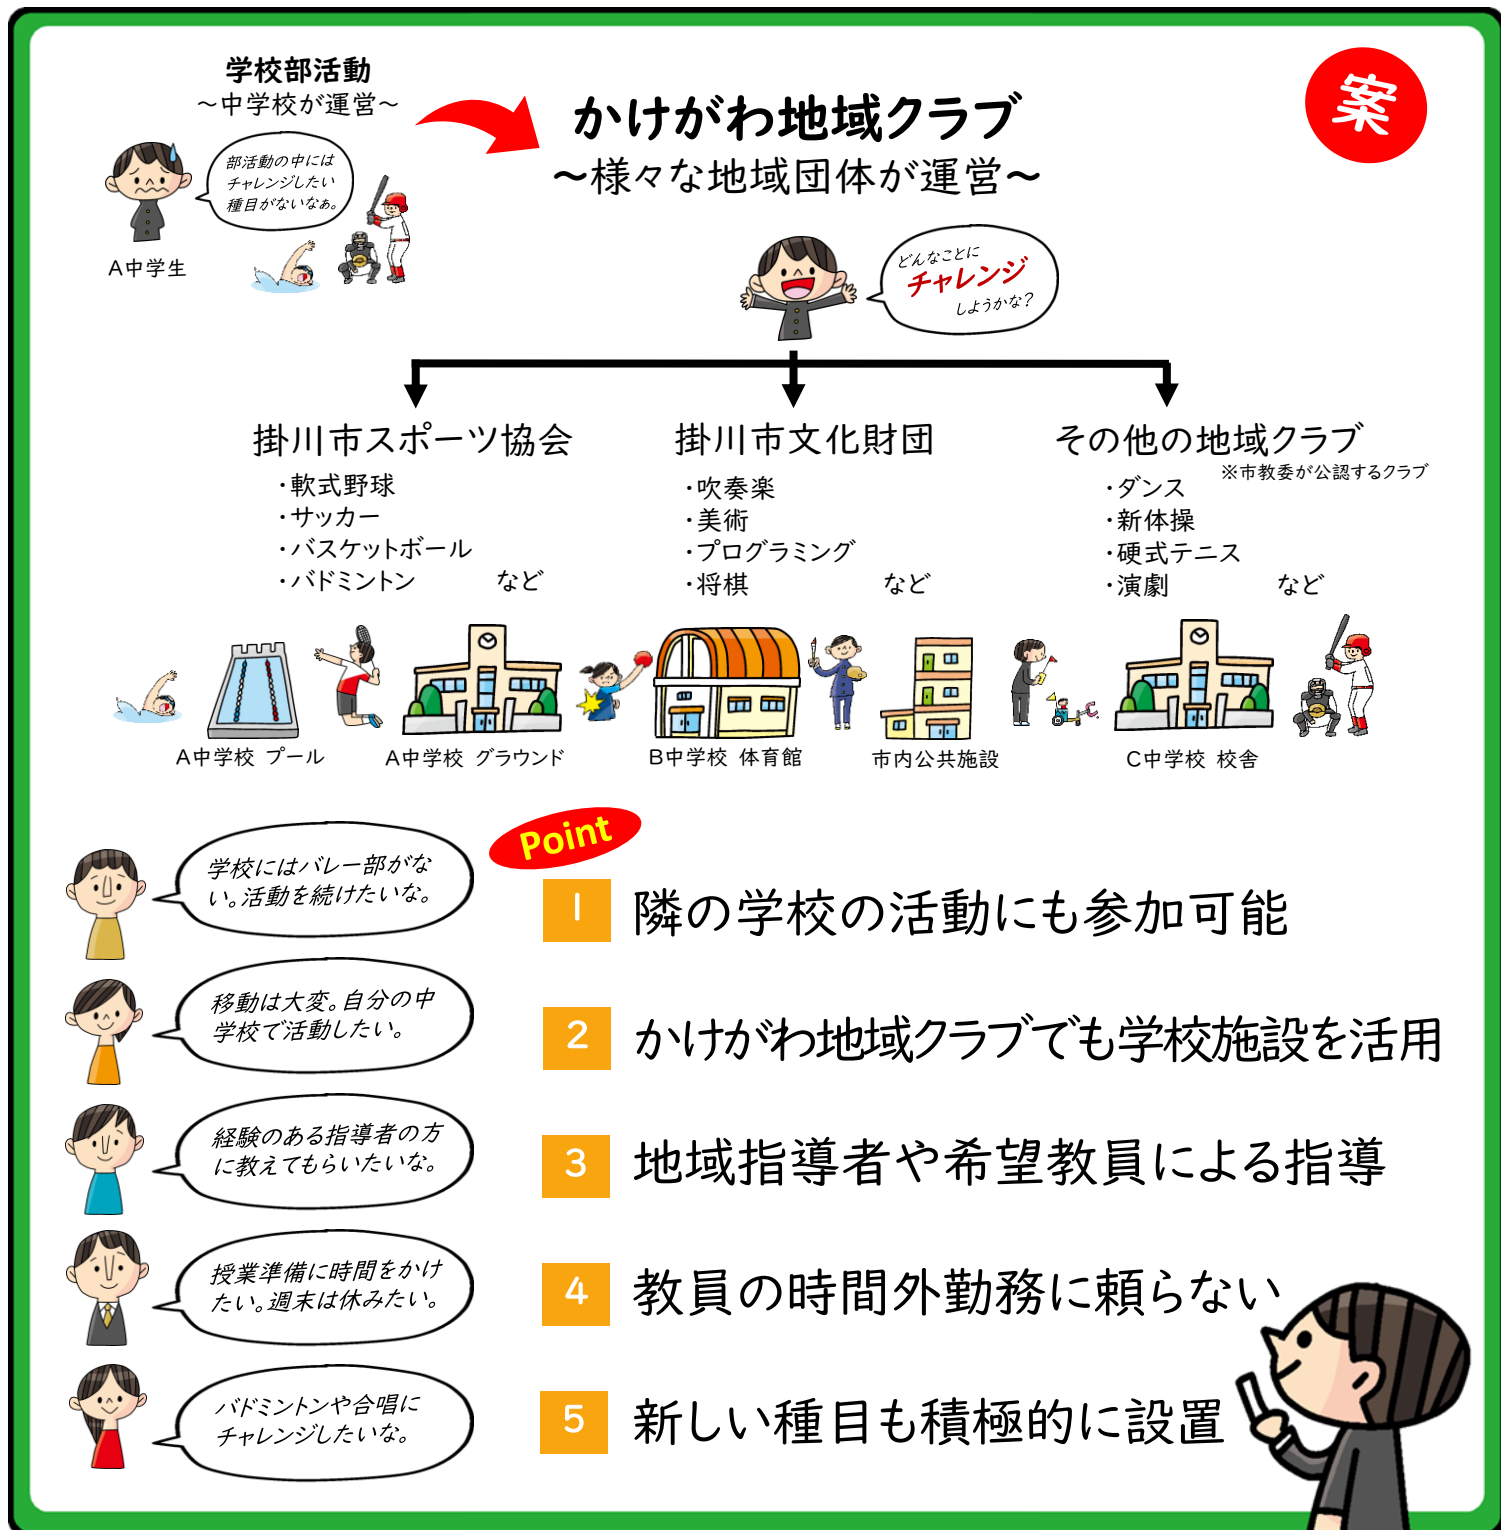 学校部活動
～中学校が運営～
部活動の中には
チャレンジしたい
種目がないなぁ。
A中学生
かけがわ地域クラブ
～様々な地域団体が運営～
案
どんなことに
チャレンジ
しようかな？
掛川市スポーツ協会
・軟式野球
・サッカー
・バスケットボール
・バドミントン　など
掛川市文化財団
・吹奏楽
・美術
・プログラミング
・将棋　など
その他の地域クラブ
※市教委が公認するクラブ
・ダンス
・新体操
・硬式テニス
・演劇　など
A中学校 プール
A中学校 グラウンド
B中学校 体育館
市内公共施設
C中学校 校舎
Point
学校にはバレー部がな
い。活動を続けたいな。
1 隣の学校の活動にも参加可能
移動は大変。自分の中
学校で活動したい。
2 かけがわ地域クラブでも学校施設を活用
経験のある指導者の方
に教えてもらいたいな。
3 地域指導者や希望教員による指導
授業準備に時間をかけ
たい。週末は休みたい。
4 教員の時間外勤務に頼らない
バドミントンや合唱に
チャレンジしたいな。
5 新しい種目も積極的に設置